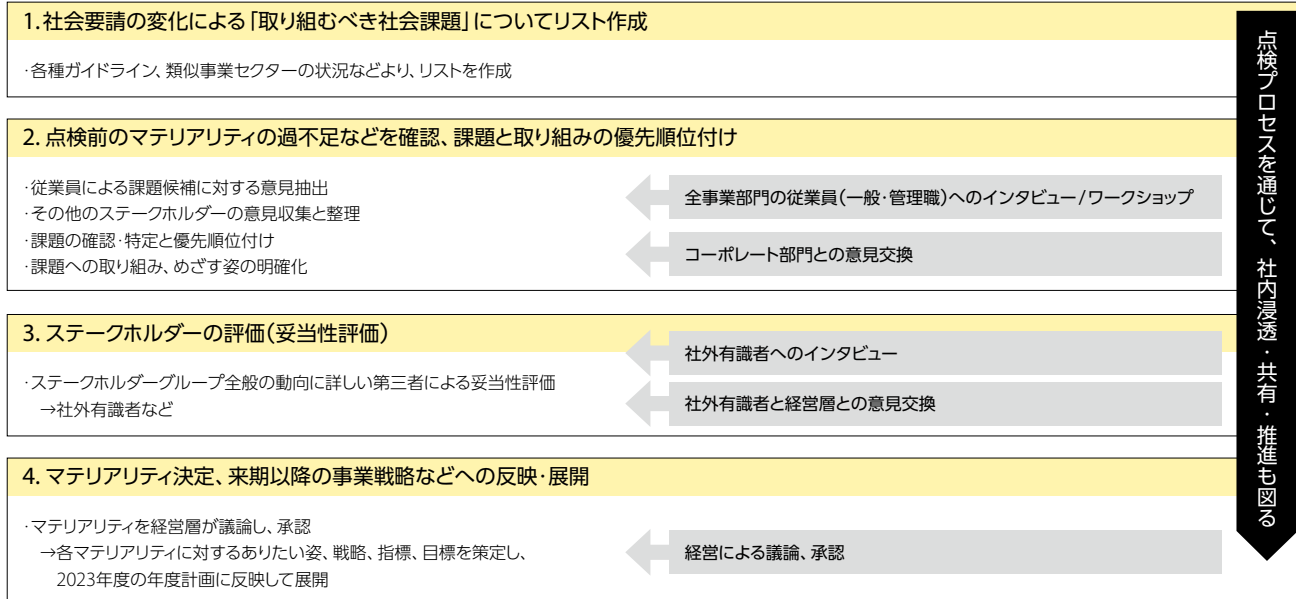 1.社会要請の変化による「取り組むべき社会課題」についてリスト作成
･各種ガイドライン、類似事業セクターの状況などより、リストを作成
2. 点検前のマテリアリティの過不足などを確認、課題と取り組みの優先順位付け
･従業員による課題候補に対する意見抽出
･その他のステークホルダーの意見収集と整理
･課題の確認･特定と優先順位付け
･課題への取り組み、めざす姿の明確化
全事業部門の従業員(一般･管理職)へのインタビュー/ワークショップ
コーポレート部門との意見交換
3. ステークホルダーの評価(妥当性評価)
･ステークホルダーグループ全般の動向に詳しい第三者による妥当性評価
→社外有識者など
社外有識者へのインタビュー
社外有識者と経営層との意見交換
4. マテリアリティ決定、来期以降の事業戦略などへの反映･展開
･マテリアリティを経営層が議論し、承認
→各マテリアリティに対するありたい姿、戦略、指標、目標を策定し、
2023年度の年度計画に反映して展開
経営による議論、承認
点検プロセスを通じて、社内浸透･共有･推進も図る